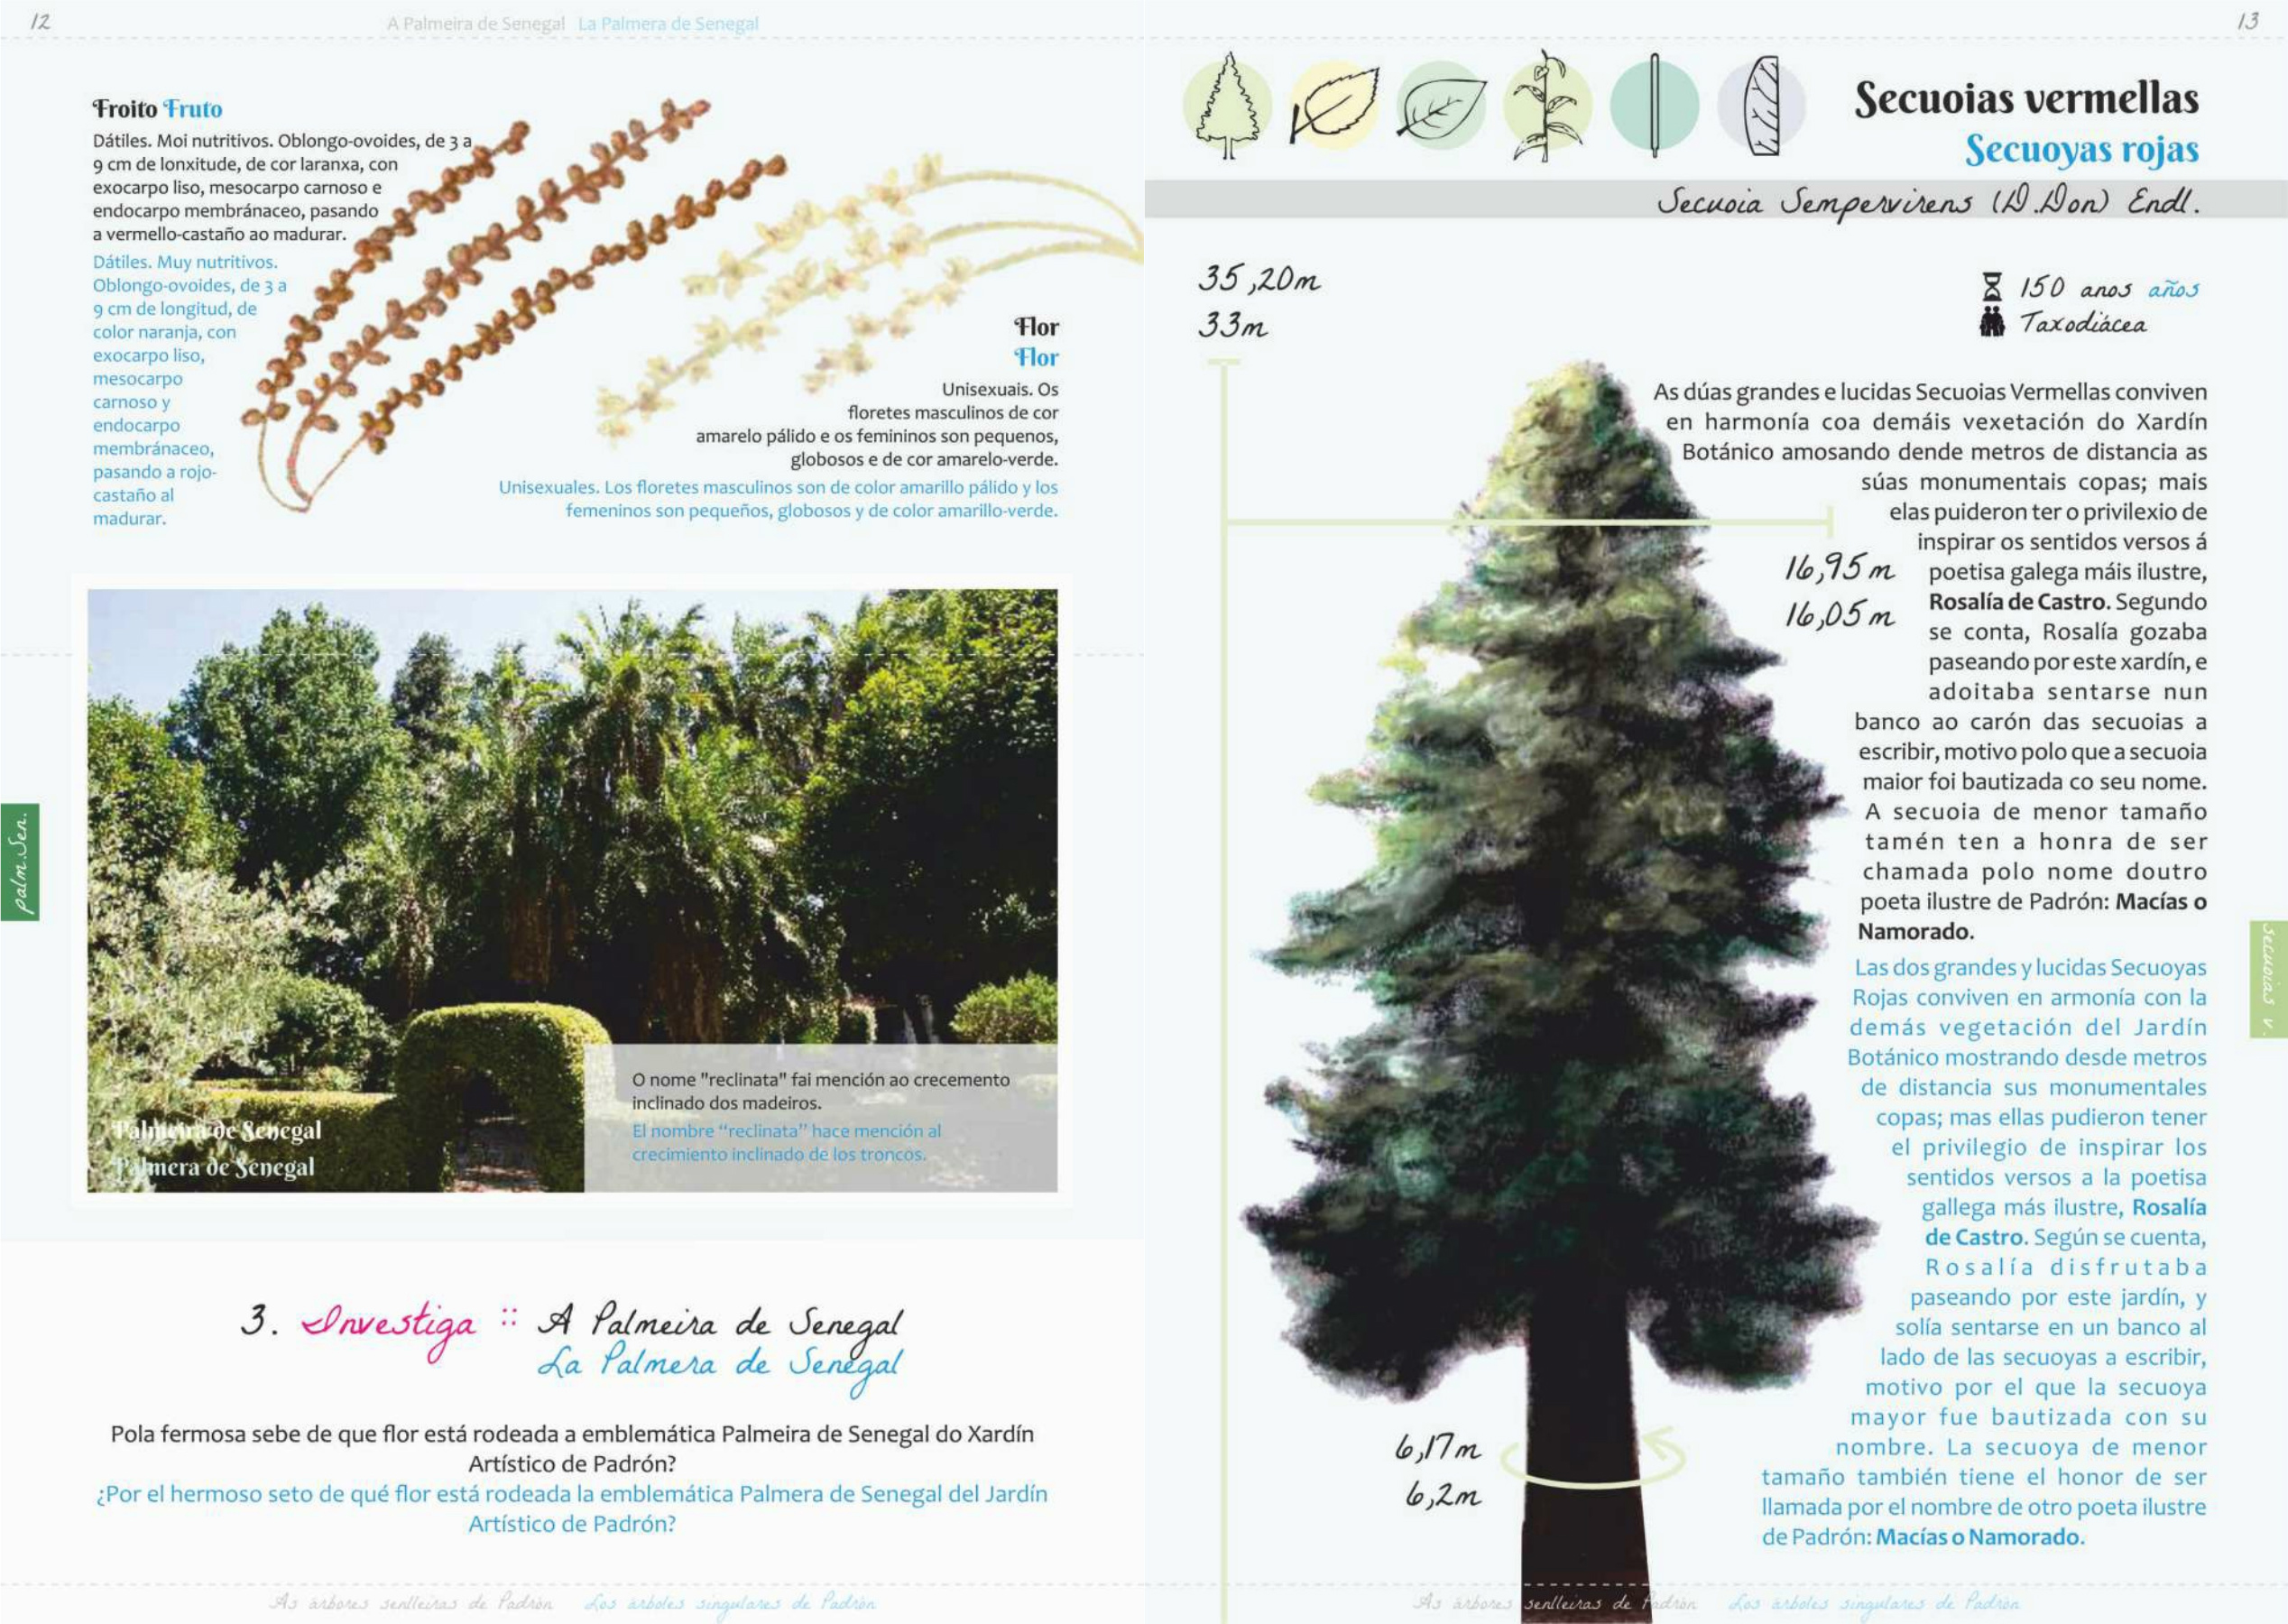 12
A Palmeira de Senegal La Palmera de Senegal
Froito Fruto
Dátiles. Moi nutritivos. Oblongo-ovoides, de 3 a
9 cm de lonxitude, de cor laranxa, con
exocarpo liso, mesocarpo carnoso e
endocarpo membránaceo, pasando
a vermello-castaño ao madurar.
Dátiles. Muy nutritivos.
Oblongo-ovoides, de 3 a
9 cm de longitud, de
color naranja, con
exocarpo liso,
mesocarpo
carnoso y
endocarpo
membránaceo,
pasando a rojo-
castaño al
madurar.
Flor
Flor
Unisexuais. Os
floretes masculinos de cor
amarelo pálido e os femininos son pequenos,
globosos e de cor amarelo-verde.
Unisexuales. Los floretes masculinos son de color amarillo pálido y los
femeninos son pequeños, globosos y de color amarillo-verde.
palm.Sen.
Palmeira de Senegal
Palmera de Senegal
O nome "reclinata" fai mención ao crecemento
inclinado dos madeiros.
El nombre “reclinata” hace mención al
crecimiento inclinado de los troncos.
3. Investiga :: A Palmeira de Senegal
La Palmera de Senegal
Pola fermosa sebe de que flor está rodeada a emblemática Palmeira de Senegal do Xardín
Artístico de Padrón?
¿Por el hermoso seto de qué flor está rodeada la emblemática Palmera de Senegal del Jardín
Artístico de Padrón?
As árbores senlleiras de Padrón Los árboles singulares de Padrón
13
Secuoias vermellas
Secuoyas rojas
Secuoia Sempervirens (D.Don) Endl.
35,20m
33m
150 anos años
Taxodiácea
As dúas grandes e lucidas Secuoias Vermellas conviven
en harmonía coa demáis vexetación do Xardín
Botánico amosando dende metros de distancia as
súas monumentais copas; mais
elas puideron ter o privilexio de
inspirar os sentidos versos á
poetisa galega máis ilustre,
Rosalía de Castro. Segundo
se conta, Rosalía gozaba
paseando por este xardín, e
adoitaba sentarse nun
banco ao carón das secuoias a
escribir, motivo polo que a secuoia
maior foi bautizada co seu nome.
A secuoia de menor tamaño
tamén ten a honra de ser
chamada polo nome doutro
poeta ilustre de Padrón: Macías o
Namorado.
16,95 m
16,05 m
Las dos grandes y lucidas Secuoyas
Rojas conviven en armonía con la
demás vegetación del Jardín
Botánico mostrando desde metros
de distancia sus monumentales
copas; mas ellas pudieron tener
el privilegio de inspirar los
sentidos versos a la poetisa
gallega más ilustre, Rosalía
de Castro. Según se cuenta,
Rosalía disfrutaba
paseando por este jardín, y
solía sentarse en un banco al
lado de las secuoyas a escribir,
motivo por el que la secuoya
mayor fue bautizada con su
nombre. La secuoya de menor
tamaño también tiene el honor de ser
llamada por el nombre de otro poeta ilustre
de Padrón: Macías o Namorado.
6,17m
6,2m
secuoias v.
As árbores senlleiras de Padrón Los árboles singulares de Padrón